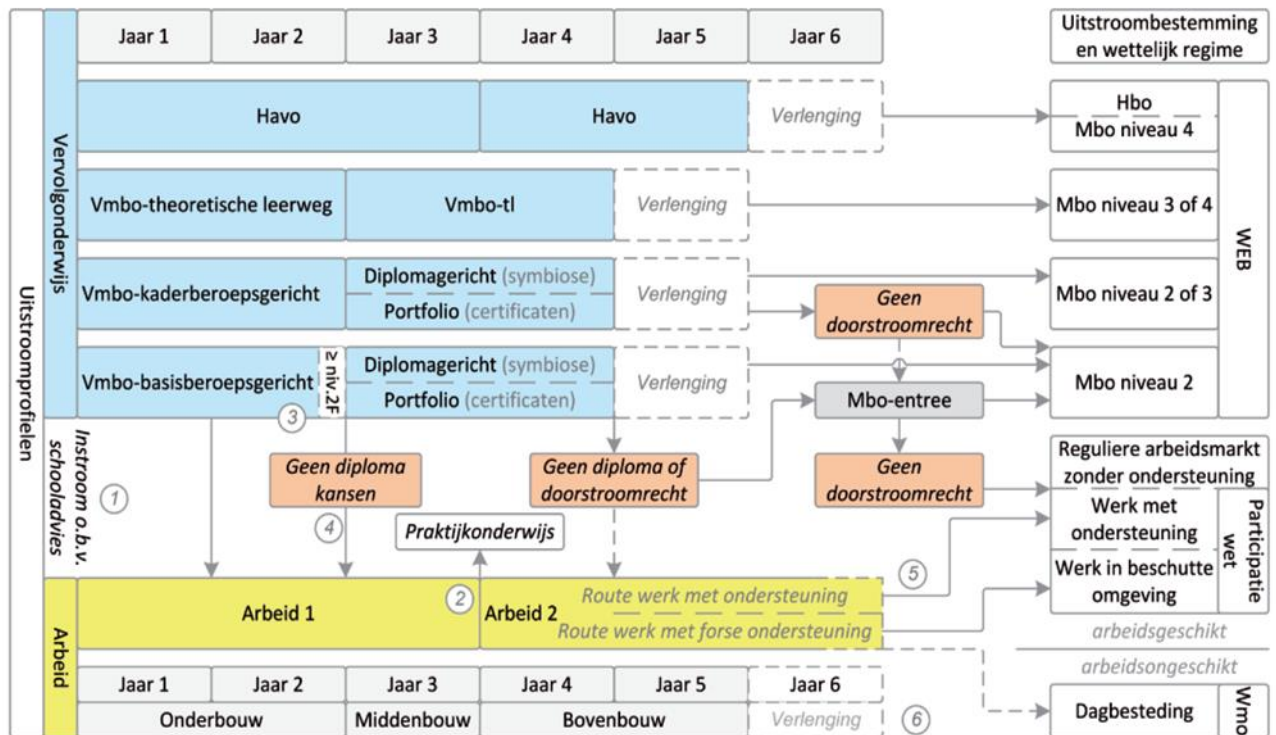 Jaar 1
Jaar 2
Jaar 3
Jaar 4
Jaar 5
Jaar 6
Uitstroombestemming
en wettelijk regime
Uitstroomprofielen
Vervolgonderwijs
Havo
Havo
Verlenging
Hbo
Mbo niveau 4
Vmbo-theoretische leerweg
Vmbo-tl
Verlenging
Mbo niveau 3 of 4
WEB
Vmbo-kaderberoepsgericht
Diplomagericht (symbiose)
Portfolio (certificaten)
Verlenging
Geen
doorstroomrecht
Mbo niveau 2 of 3
Vmbo-basisberoepsgericht
≥ niv.2F
Diplomagericht (symbiose)
Portfolio (certificaten)
Verlenging
Mbo-entree
Mbo niveau 2
3
Instroom o.b.v.
schooladvies
1
Geen diploma
kansen
4
Geen diploma of
doorstroomrecht
Geen
doorstroomrecht
Reguliere arbeidsmarkt
zonder ondersteuning
Praktijkonderwijs
Werk met
ondersteuning
Participatie
wet
5
Werk in beschutte
omgeving
Arbeid
Arbeid 1
2
Arbeid 2
Route werk met ondersteuning
Route werk met forse ondersteuning
arbeidsgeschikt
arbeidsongeschikt
Jaar 1
Jaar 2
Jaar 3
Jaar 4
Jaar 5
Jaar 6
Onderbouw
Middenbouw
Bovenbouw
Verlenging
6
Dagbesteding
Wmo